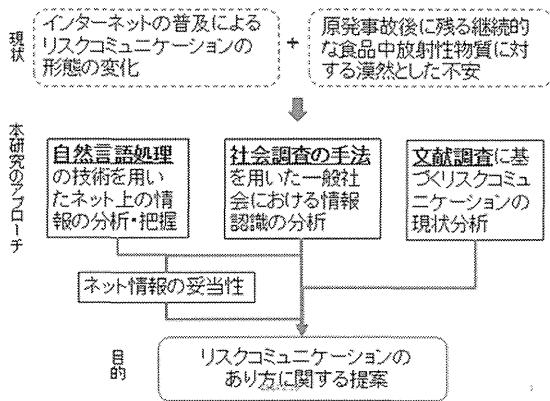 現状
インターネットの普及による
リスクコミュニケーションの
形態の変化
+
原発事故後に残る継続的
な食品中放射性物質に対
する漠然とした不安
本研究のアプローチ
自然言語処理
の技術を用い
たネット上の情
報の分析・把握
社会調査の手法
を用いた一般社
会における情報
認識の分析
文献調査に基
づくリスクコミュ
ニケーションの
現状分析
ネット情報の妥当性
目的
リスクコミュニケーションの
あり方に関する提案